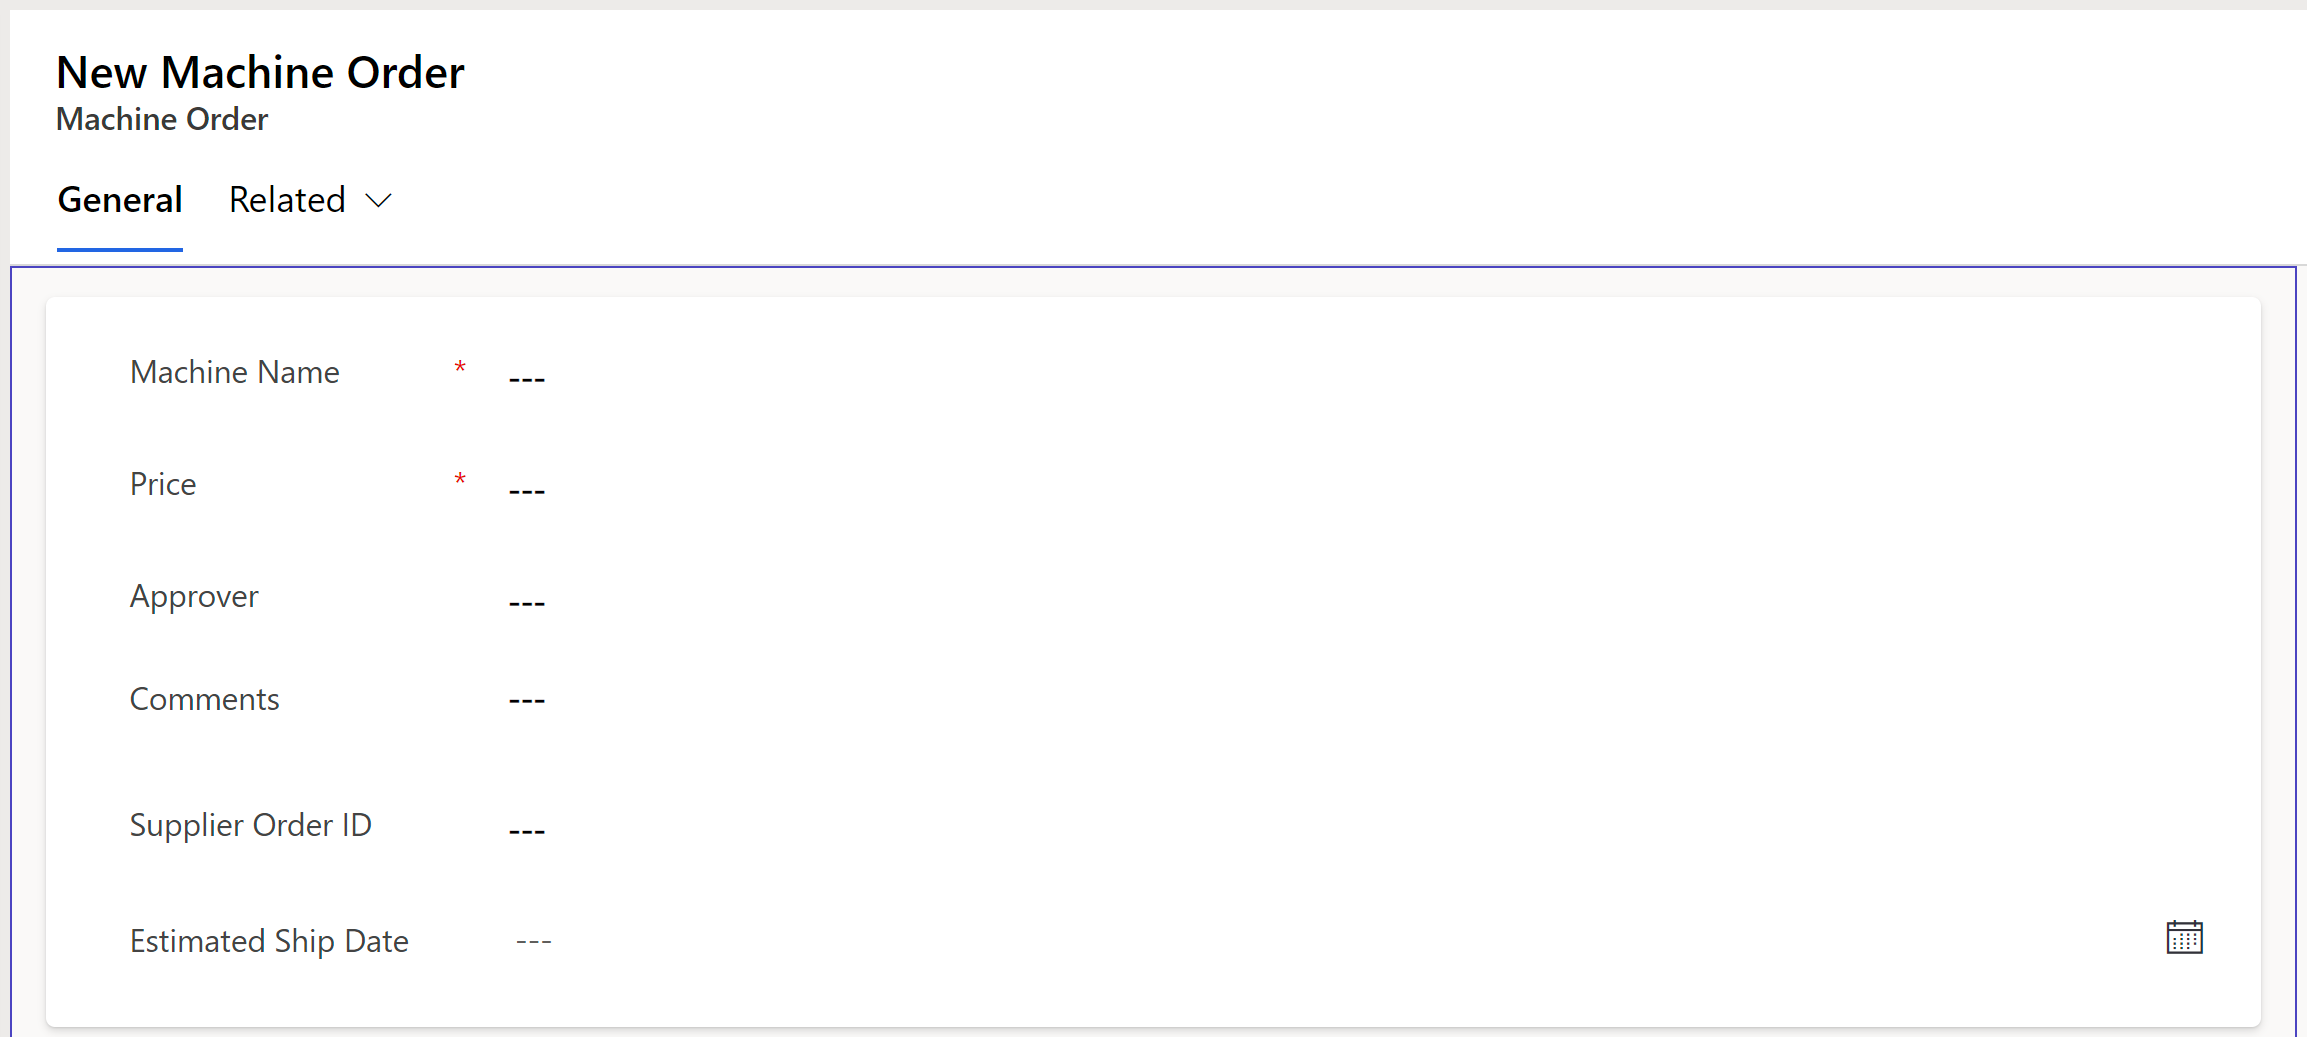 New Machine Order
Machine Order
General Related
Machine Name * ---
Price * ---
Approver ---
Comments ---
Supplier Order ID ---
Estimated Ship Date ---